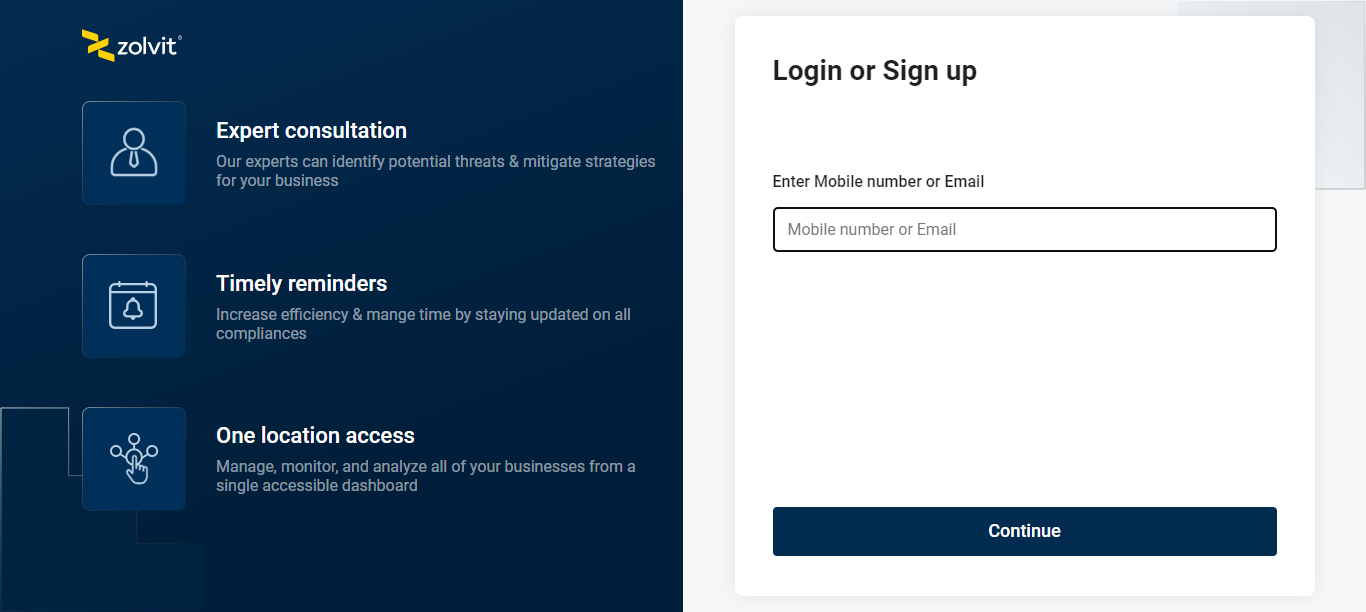 zolvit®
Expert consultation
Our experts can identify potential threats & mitigate strategies
for your business
Timely reminders
Increase efficiency & mange time by staying updated on all
compliances
One location access
Manage, monitor, and analyze all of your businesses from a
single accessible dashboard
Login or Sign up
Enter Mobile number or Email
Mobile number or Email
Continue